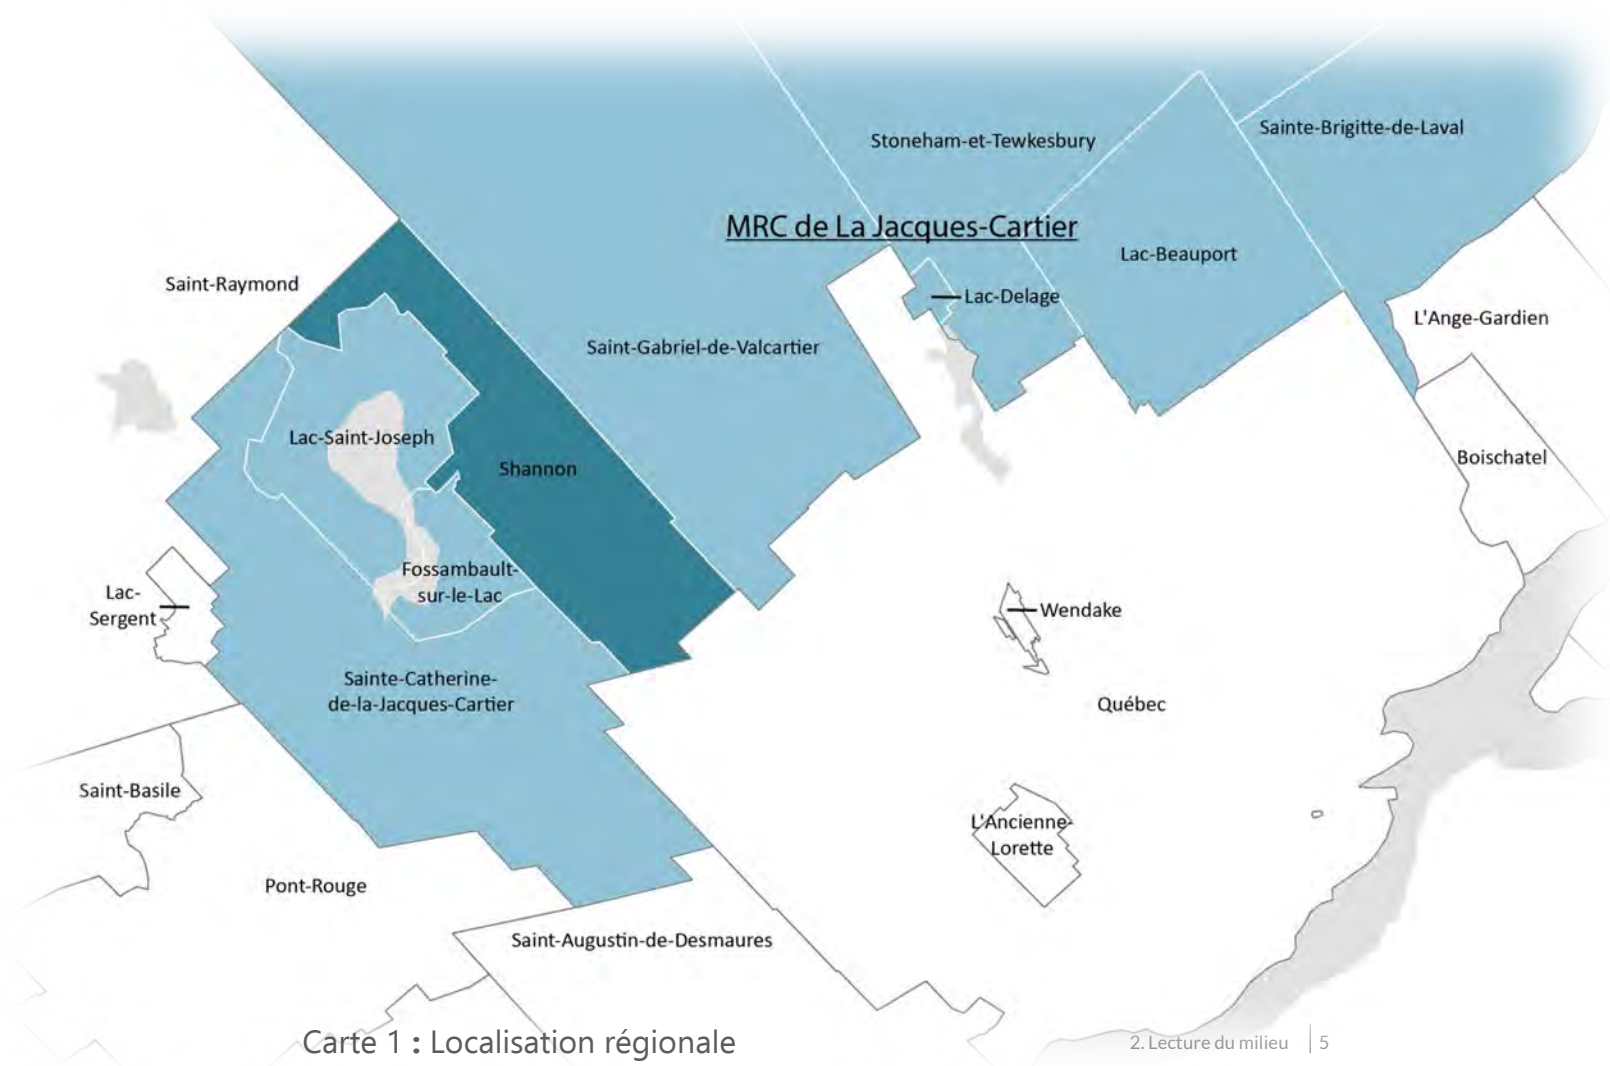 Stoneham-et-Tewkesbury
Sainte-Brigitte-de-Laval
MRC de La Jacques-Cartier
Lac-Beauport
Saint-Raymond
Lac-Delage
L'Ange-Gardien
Saint-Gabriel-de-Valcartier
Lac-Saint-Joseph
Shannon
Boischatel
Fossambault-
sur-le-Lac
Lac-
Sergent
Wendake
Sainte-Catherine-
de-la-Jacques-Cartier
Québec
Saint-Basile
L'Ancienne-
Lorette
Pont-Rouge
Saint-Augustin-de-Desmaures
Carte 1 : Localisation régionale
2. Lecture du milieu | 5